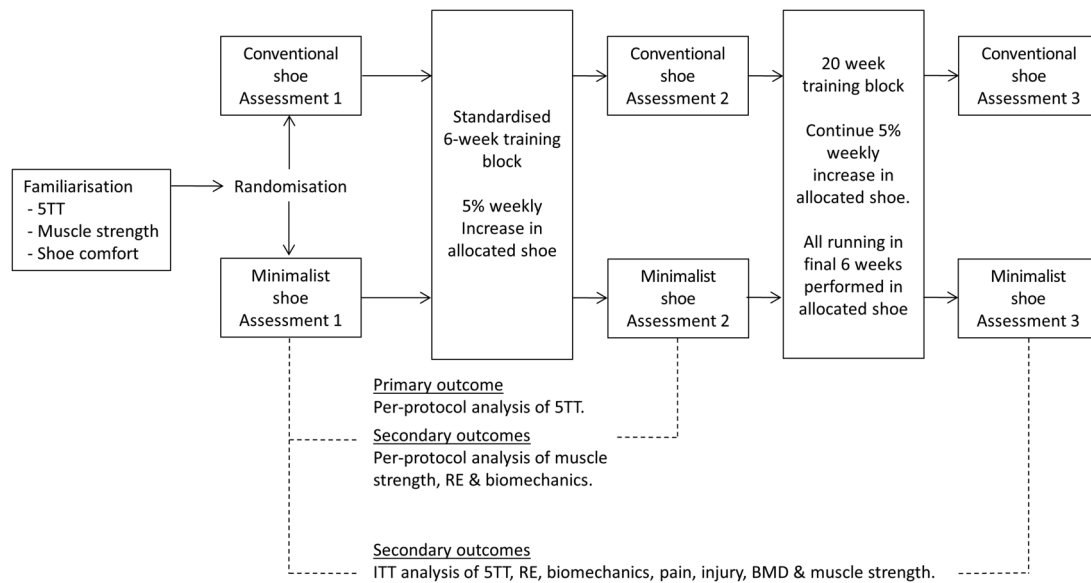 Conventional
shoe
Assessment 1
Conventional
shoe
Assessment 2
20 week
training block
Continue 5%
weekly
increase in
allocated shoe.
All running in
final 6 weeks
performed in
allocated shoe
Conventional
shoe
Assessment 3
Standardised
6-week training
block
5% weekly
Increase in
allocated shoe
Familiarisation
- 5TT
- Muscle strength
- Shoe comfort
Randomisation
Minimalist
shoe
Assessment 1
Minimalist
shoe
Assessment 2
Minimalist
shoe
Assessment 3
Primary outcome
Per-protocol analysis of 5TT.
Secondary outcomes
Per-protocol analysis of muscle
strength, RE & biomechanics.
Secondary outcomes
ITT analysis of 5TT, RE, biomechanics, pain, injury, BMD & muscle strength.